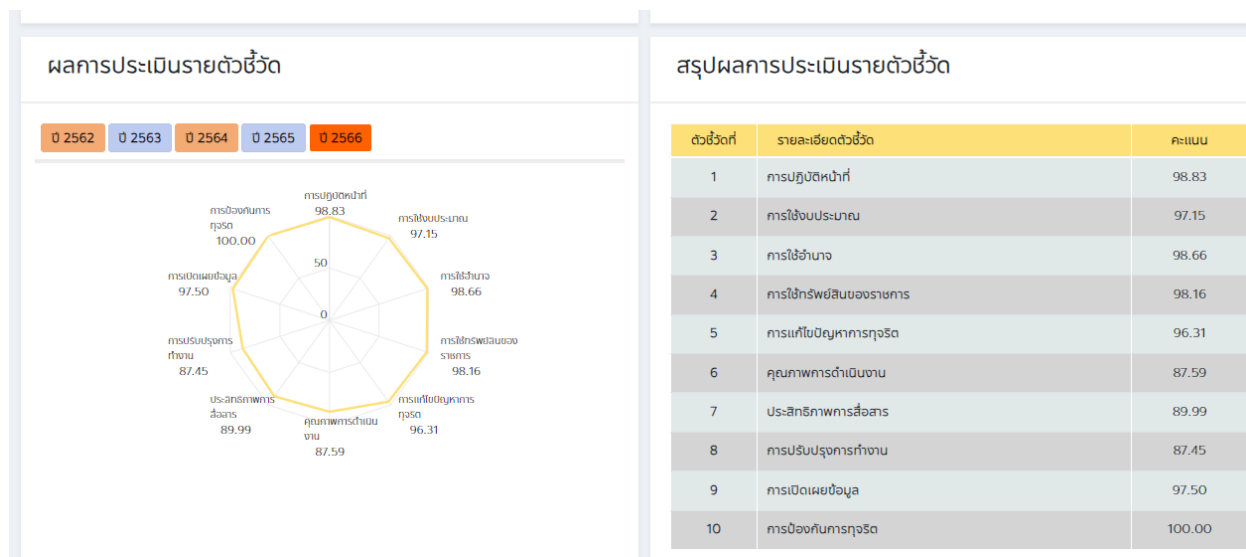 ผลการประเมินรายตัวชี้วัด
ปี 2562 ปี 2563 ปี 2564 ปี 2565 ปี 2566
การปฏิบัติหน้าที่
98.83
การใช้งบประมาณ
97.15
การใช้อำนาจ
98.66
การใช้ทรัพย์สินของ
ราชการ
98.16
การแก้ไขปัญหาการ
ทุจริต
96.31
คุณภาพการดำเนิน
งาน
87.59
ประสิทธิภาพการ
สื่อสาร
89.99
การปรับปรุงการ
ทำงาน
87.45
การเปิดเผยข้อมูล
97.50
การป้องกันการ
ทุจริต
100.00
50
0
สรุปผลการประเมินรายตัวชี้วัด
ตัวชี้วัดที่ รายละเอียดตัวชี้วัด คะแนน
1 การปฏิบัติหน้าที่ 98.83
2 การใช้งบประมาณ 97.15
3 การใช้อำนาจ 98.66
4 การใช้ทรัพย์สินของราชการ 98.16
5 การแก้ไขปัญหาการทุจริต 96.31
6 คุณภาพการดำเนินงาน 87.59
7 ประสิทธิภาพการสื่อสาร 89.99
8 การปรับปรุงการทำงาน 87.45
9 การเปิดเผยข้อมูล 97.50
10 การป้องกันการทุจริต 100.00